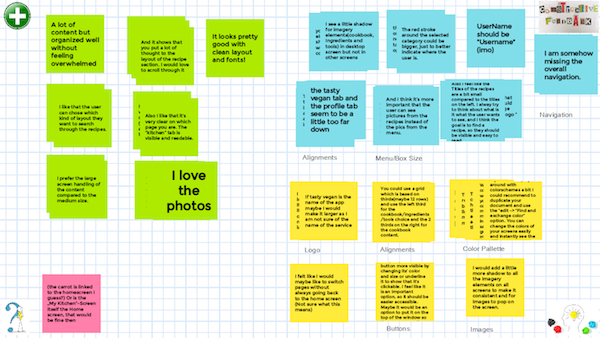 A lot of
content but
organized well
without
feeling
overwhelmed
And it shows that
you put a lot of
thought to the
layout of the recipe
section. I would love
to scroll through it
It looks pretty
good with
clean layout
and fonts!
I like that the user
can chose which
kind of layout they
want to search
through the recipes.
Also I like that it's
very clear on which
page you are. The
"kitchen" tab is
visible and readable.
I prefer the large
screen handling of
the content
compared to the
medium size.
I love
the
photos
(the carrot is linked
to the homescreen I
guess?) Or is the
„My Kitchen"-Screen
itself the Home
screen, that would
be fine then
I see a little shadow
for imagery
elements(cookbook,
ingredients and
tools) in desktop
screen but not in
other screens
The red stroke
around the selected
category could be
bigger, just to better
indicate where the
user is.
UserName
should be
"Username"
(imo)
I am somehow
missing the
overall
navigation.
Navigation
the tasty
vegan tab and
the profile tab
seem to be a
little too far
down
Alignments
And I think it's more
important that the
user can see
pictures from the
recipes instead of
the pics from the
menu.
Menu/Box Size
Titles of the recipes
are a bit small
compared to the titles
on the left. I alway try
to think about what is
it what the user wants
to see, and I think the
goal is to find a
recipe, so they should
be visible and easy to
If tasty vegan is the
name of the app
maybe I would
make it larger as I
am not sure of the
name of the service
Logo
You could use a grid
which is based on
thirds(maybe 12 rows)
and use the left third
for the
cookbook/ingredients
/tools choice and the 2
thirds on the right for
the cookbook content.
Alignments
around with
colorschemes a bit I
could recommend to
duplicate your
document and use
the "edit -> "find and
exchange color"
option. You can
change the colors of
your screens easily
and instantly see the
Color Pallette
I felt like I would
maybe like to switch
pages without
always going back
to the home screen
(Not sure what this
means)
button more visible by
changing its' color
and size or underline
it to show that it's
clickable. I feel like it
is an important
option, so it should be
easier accessible.
Maybe it would be an
option to put it on the
top of the window so
Buttons
I would add a little
more shadow to all
the imagery
elements on all
screens to make it
consistent and for
images to pop on
the screen.
Images